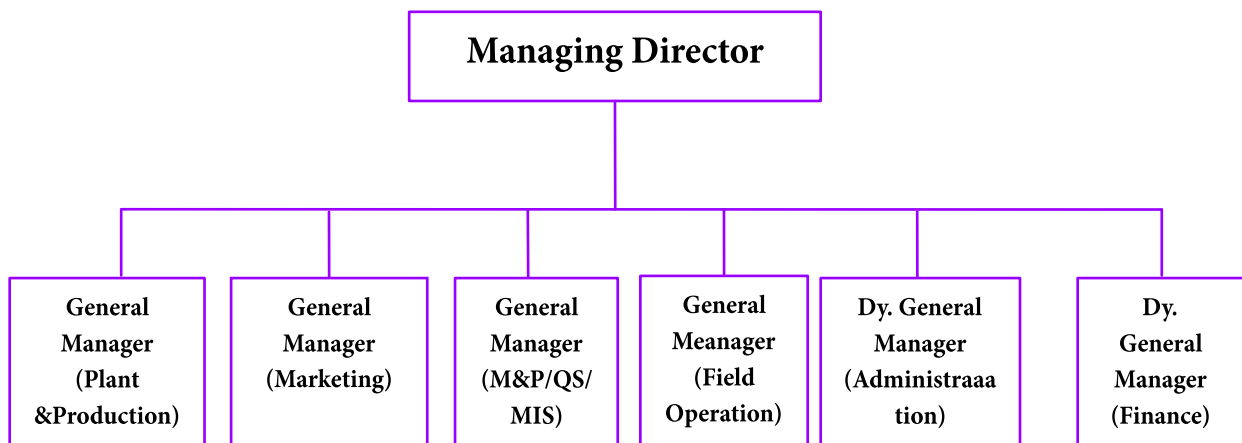 Managing Director
General
Manager
(Plant
&Production)
General
Manager
(Marketing)
General
Manager
(M&P/QS/
MIS)
General
Meanager
(Field
Operation)
Dy. General
Manager
(Administraaa
tion)
Dy.
General
Manager
(Finance)